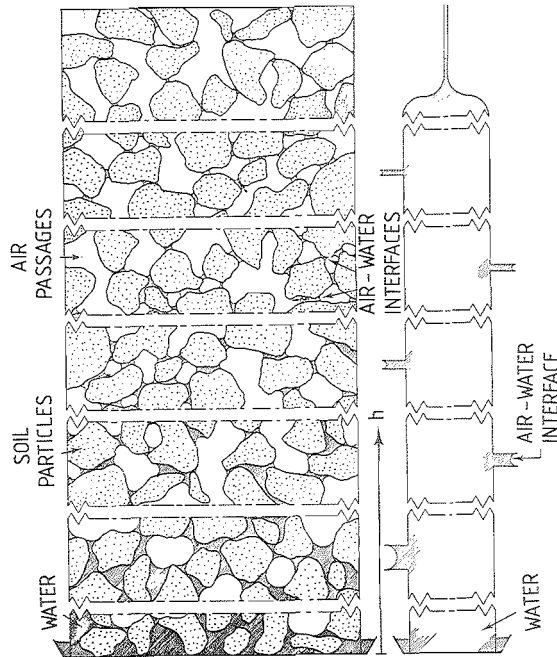 AIR
PASSAGES
AIR-WATER
INTERFACES
SOIL
PARTICLES
h
AIR-WATER
INTERFACE
WATER
WATER